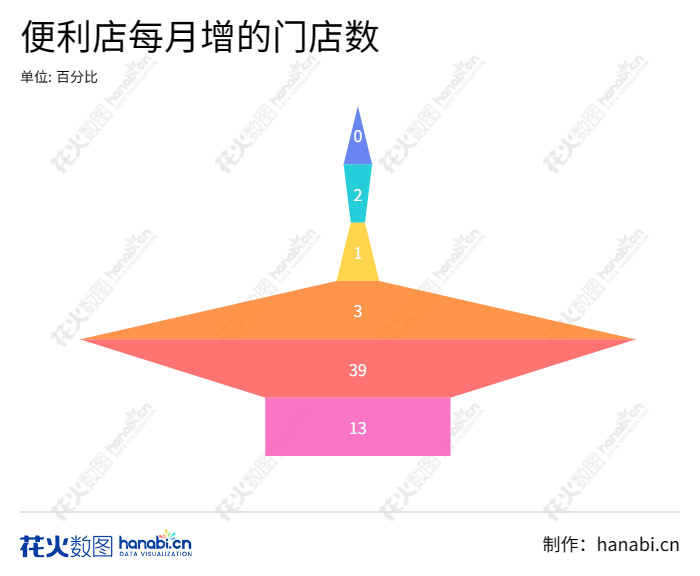 便利店每月增的门店数
单位: 百分比
0
2
1
3
39
13
花火数图 hanabi.cn
DATA VISUALIZATION
制作：hanabi.cn